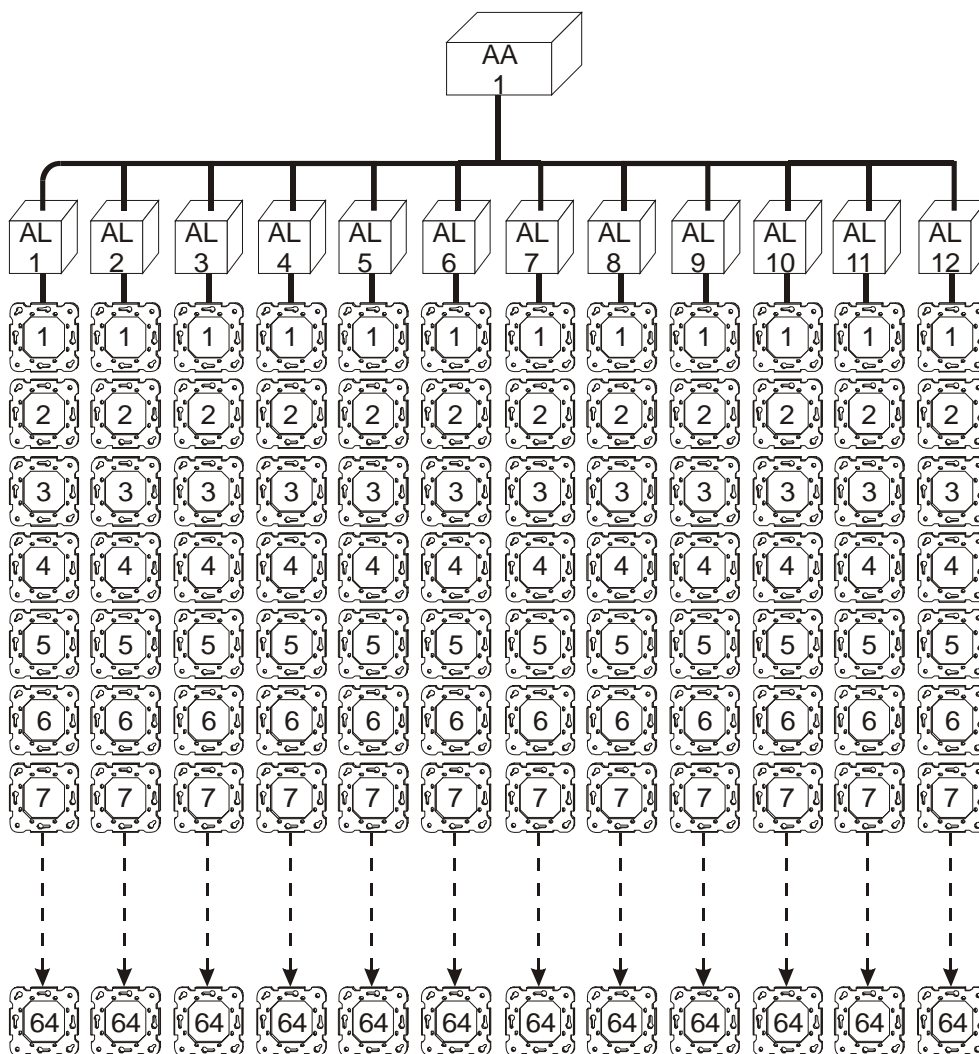 AA
1
AL AL AL AL AL AL AL AL AL AL AL AL
1 2 3 4 5 6 7 8 9 10 11 12
1 1 1 1 1 1 1 1 1 1 1 1
2 2 2 2 2 2 2 2 2 2 2 2
3 3 3 3 3 3 3 3 3 3 3 3
4 4 4 4 4 4 4 4 4 4 4 4
5 5 5 5 5 5 5 5 5 5 5 5
6 6 6 6 6 6 6 6 6 6 6 6
7 7 7 7 7 7 7 7 7 7 7 7
64 64 64 64 64 64 64 64 64 64 64 64